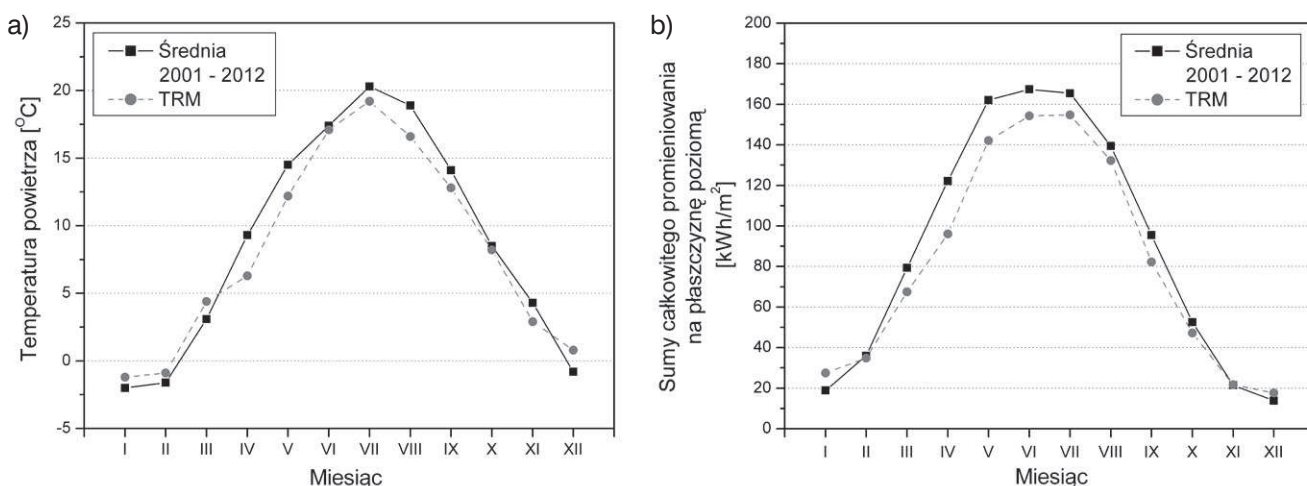 a)
Temperatura powietrza [°C]
25
20
15
10
5
0
-5
Średnia
2001 - 2012
TRM
I II III IV V VI VII VIII IX X XI XII
Miesiąc
b)
Sumy całkowitego promieniowania
na płaszczyznę poziomą
[kWh/m²]
200
180
160
140
120
100
80
60
40
20
0
Średnia
2001 - 2012
TRM
I II III IV V VI VII VIII IX X XI XII
Miesiąc